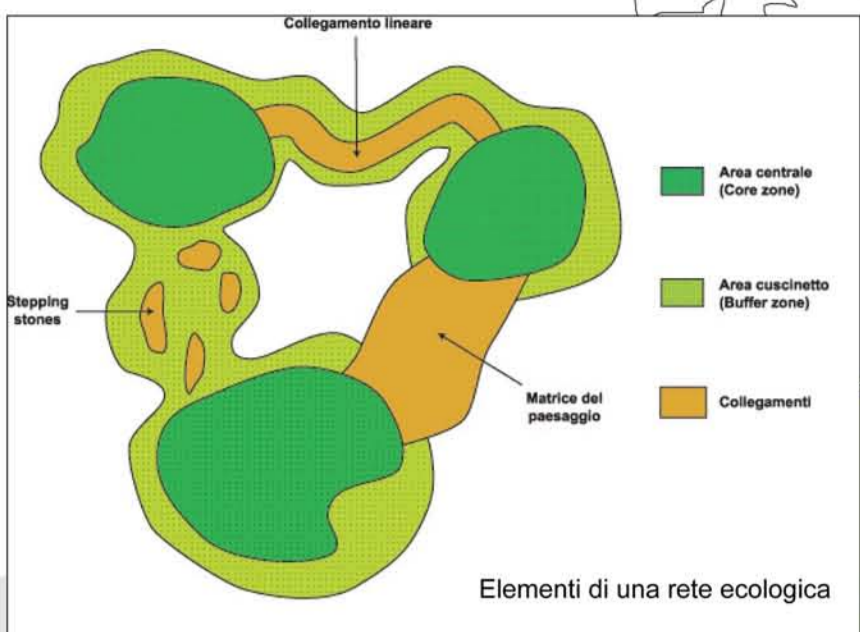 Collegamento lineare
Area centrale
(Core zone)
Area cuscinetto
(Buffer zone)
Stepping
stones
Matrice del
paesaggio
Collegamenti
Elementi di una rete ecologica